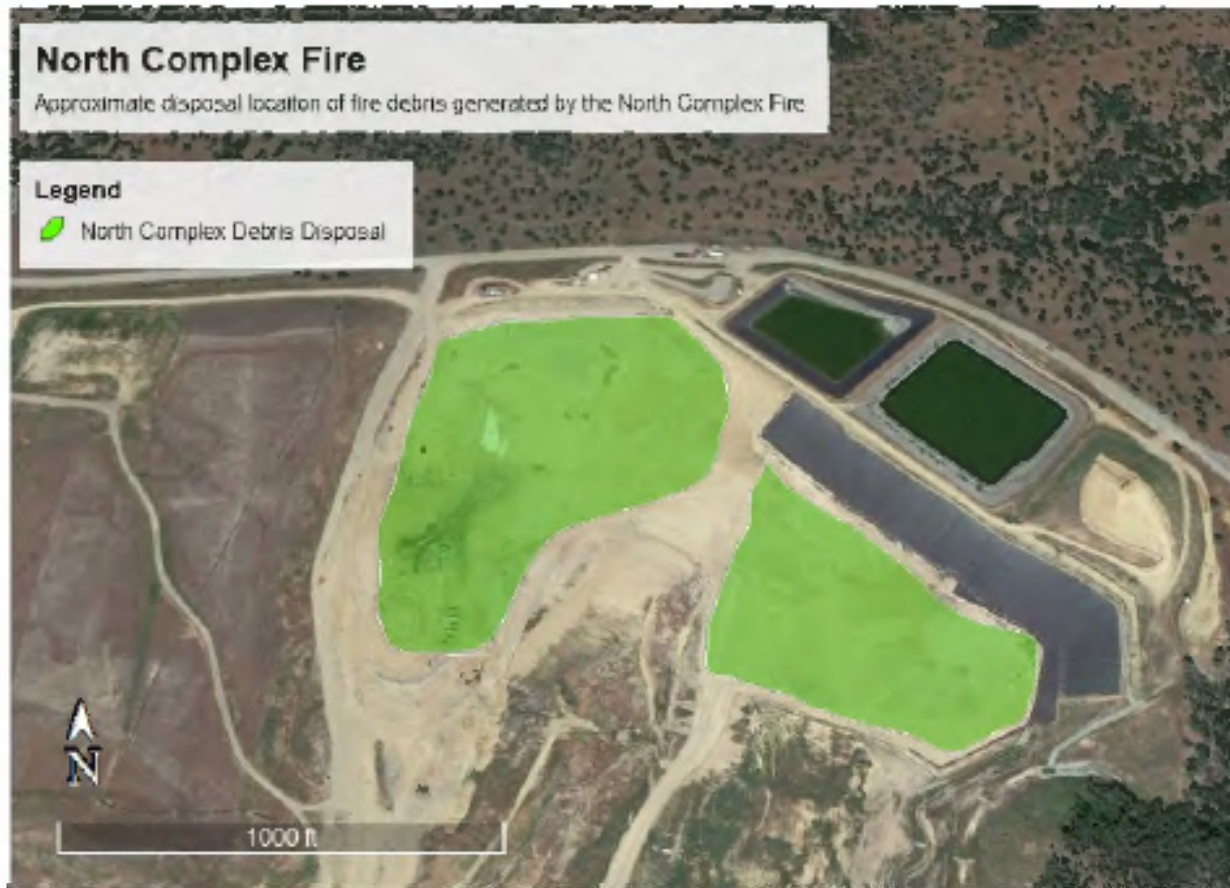 North Complex Fire
Approximate disposal locaiton of fire debris generated by the North Complex Fire
Legend
North Complex Debris Disposal
N
1000 ft